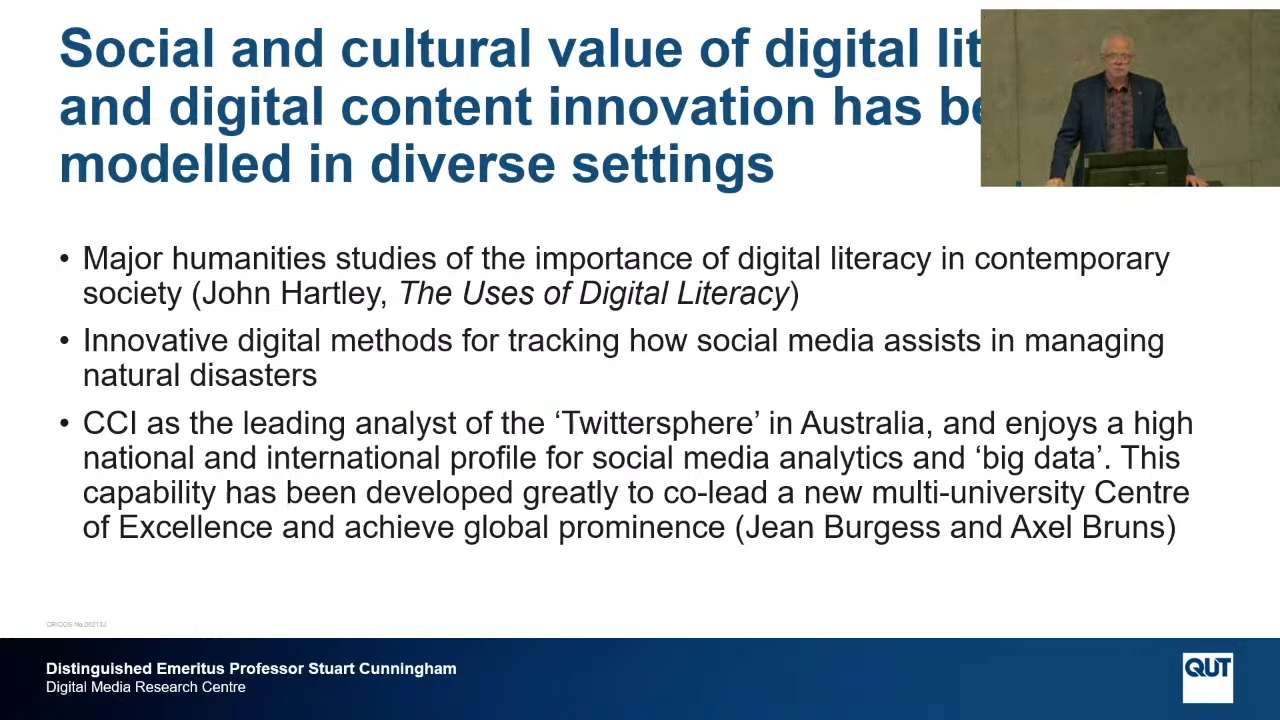 Social and cultural value of digital lit
and digital content innovation has be
modelled in diverse settings
• Major humanities studies of the importance of digital literacy in contemporary
society (John Hartley, The Uses of Digital Literacy)
• Innovative digital methods for tracking how social media assists in managing
natural disasters
• CCI as the leading analyst of the ‘Twittersphere’ in Australia, and enjoys a high
national and international profile for social media analytics and ‘big data’. This
capability has been developed greatly to co-lead a new multi-university Centre
of Excellence and achieve global prominence (Jean Burgess and Axel Bruns)
CRICOS No.00213J
Distinguished Emeritus Professor Stuart Cunningham
Digital Media Research Centre
QUT